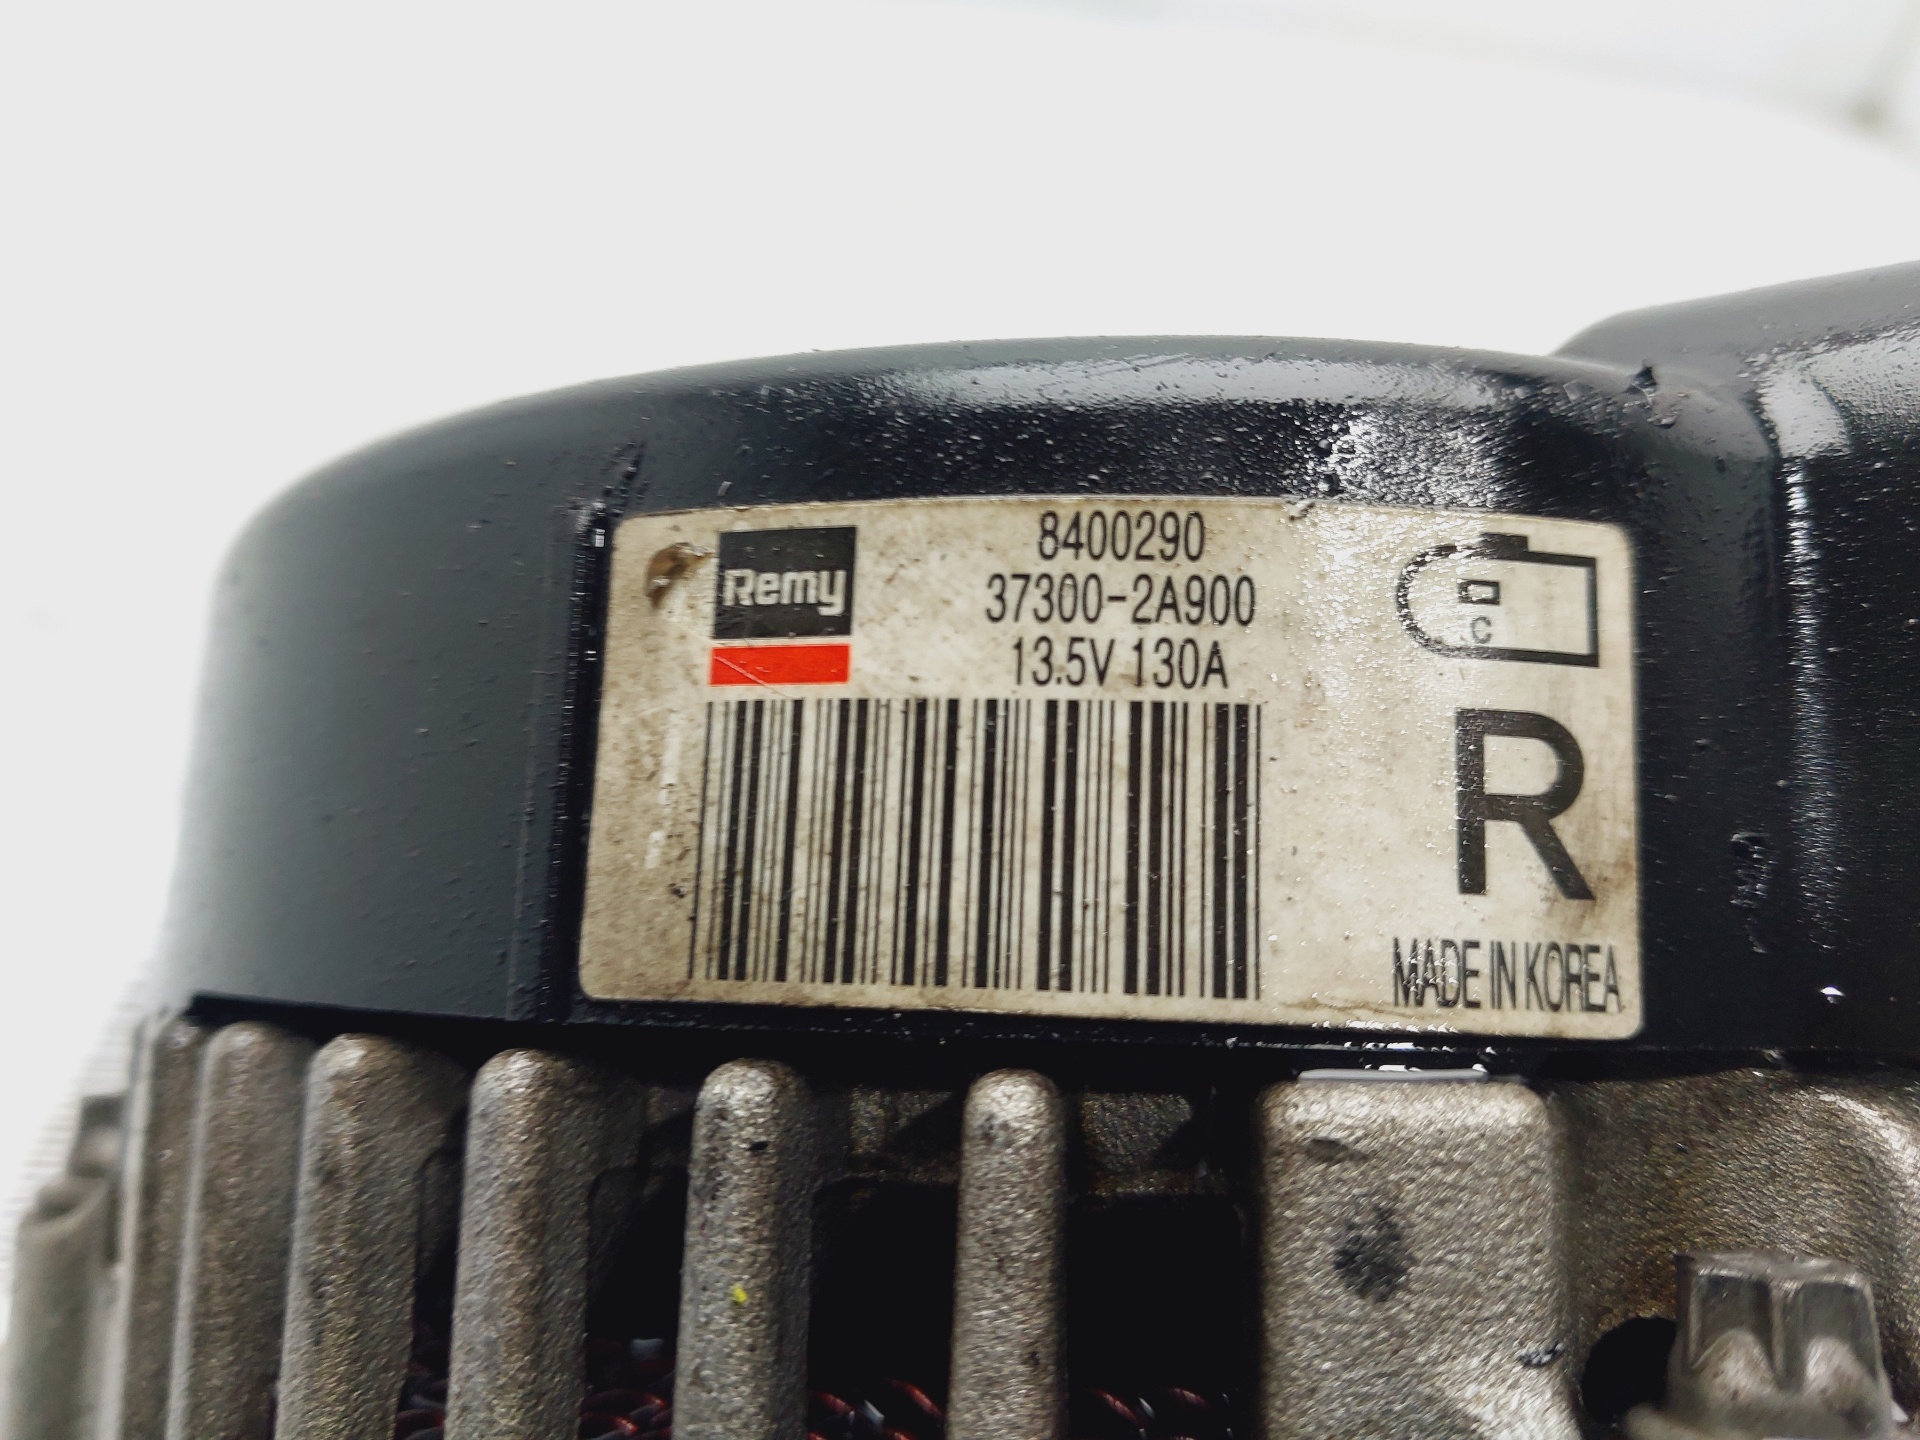 Remy
8400290
37300-2A900
13.5V 130A
C
R
MADE IN KOREA